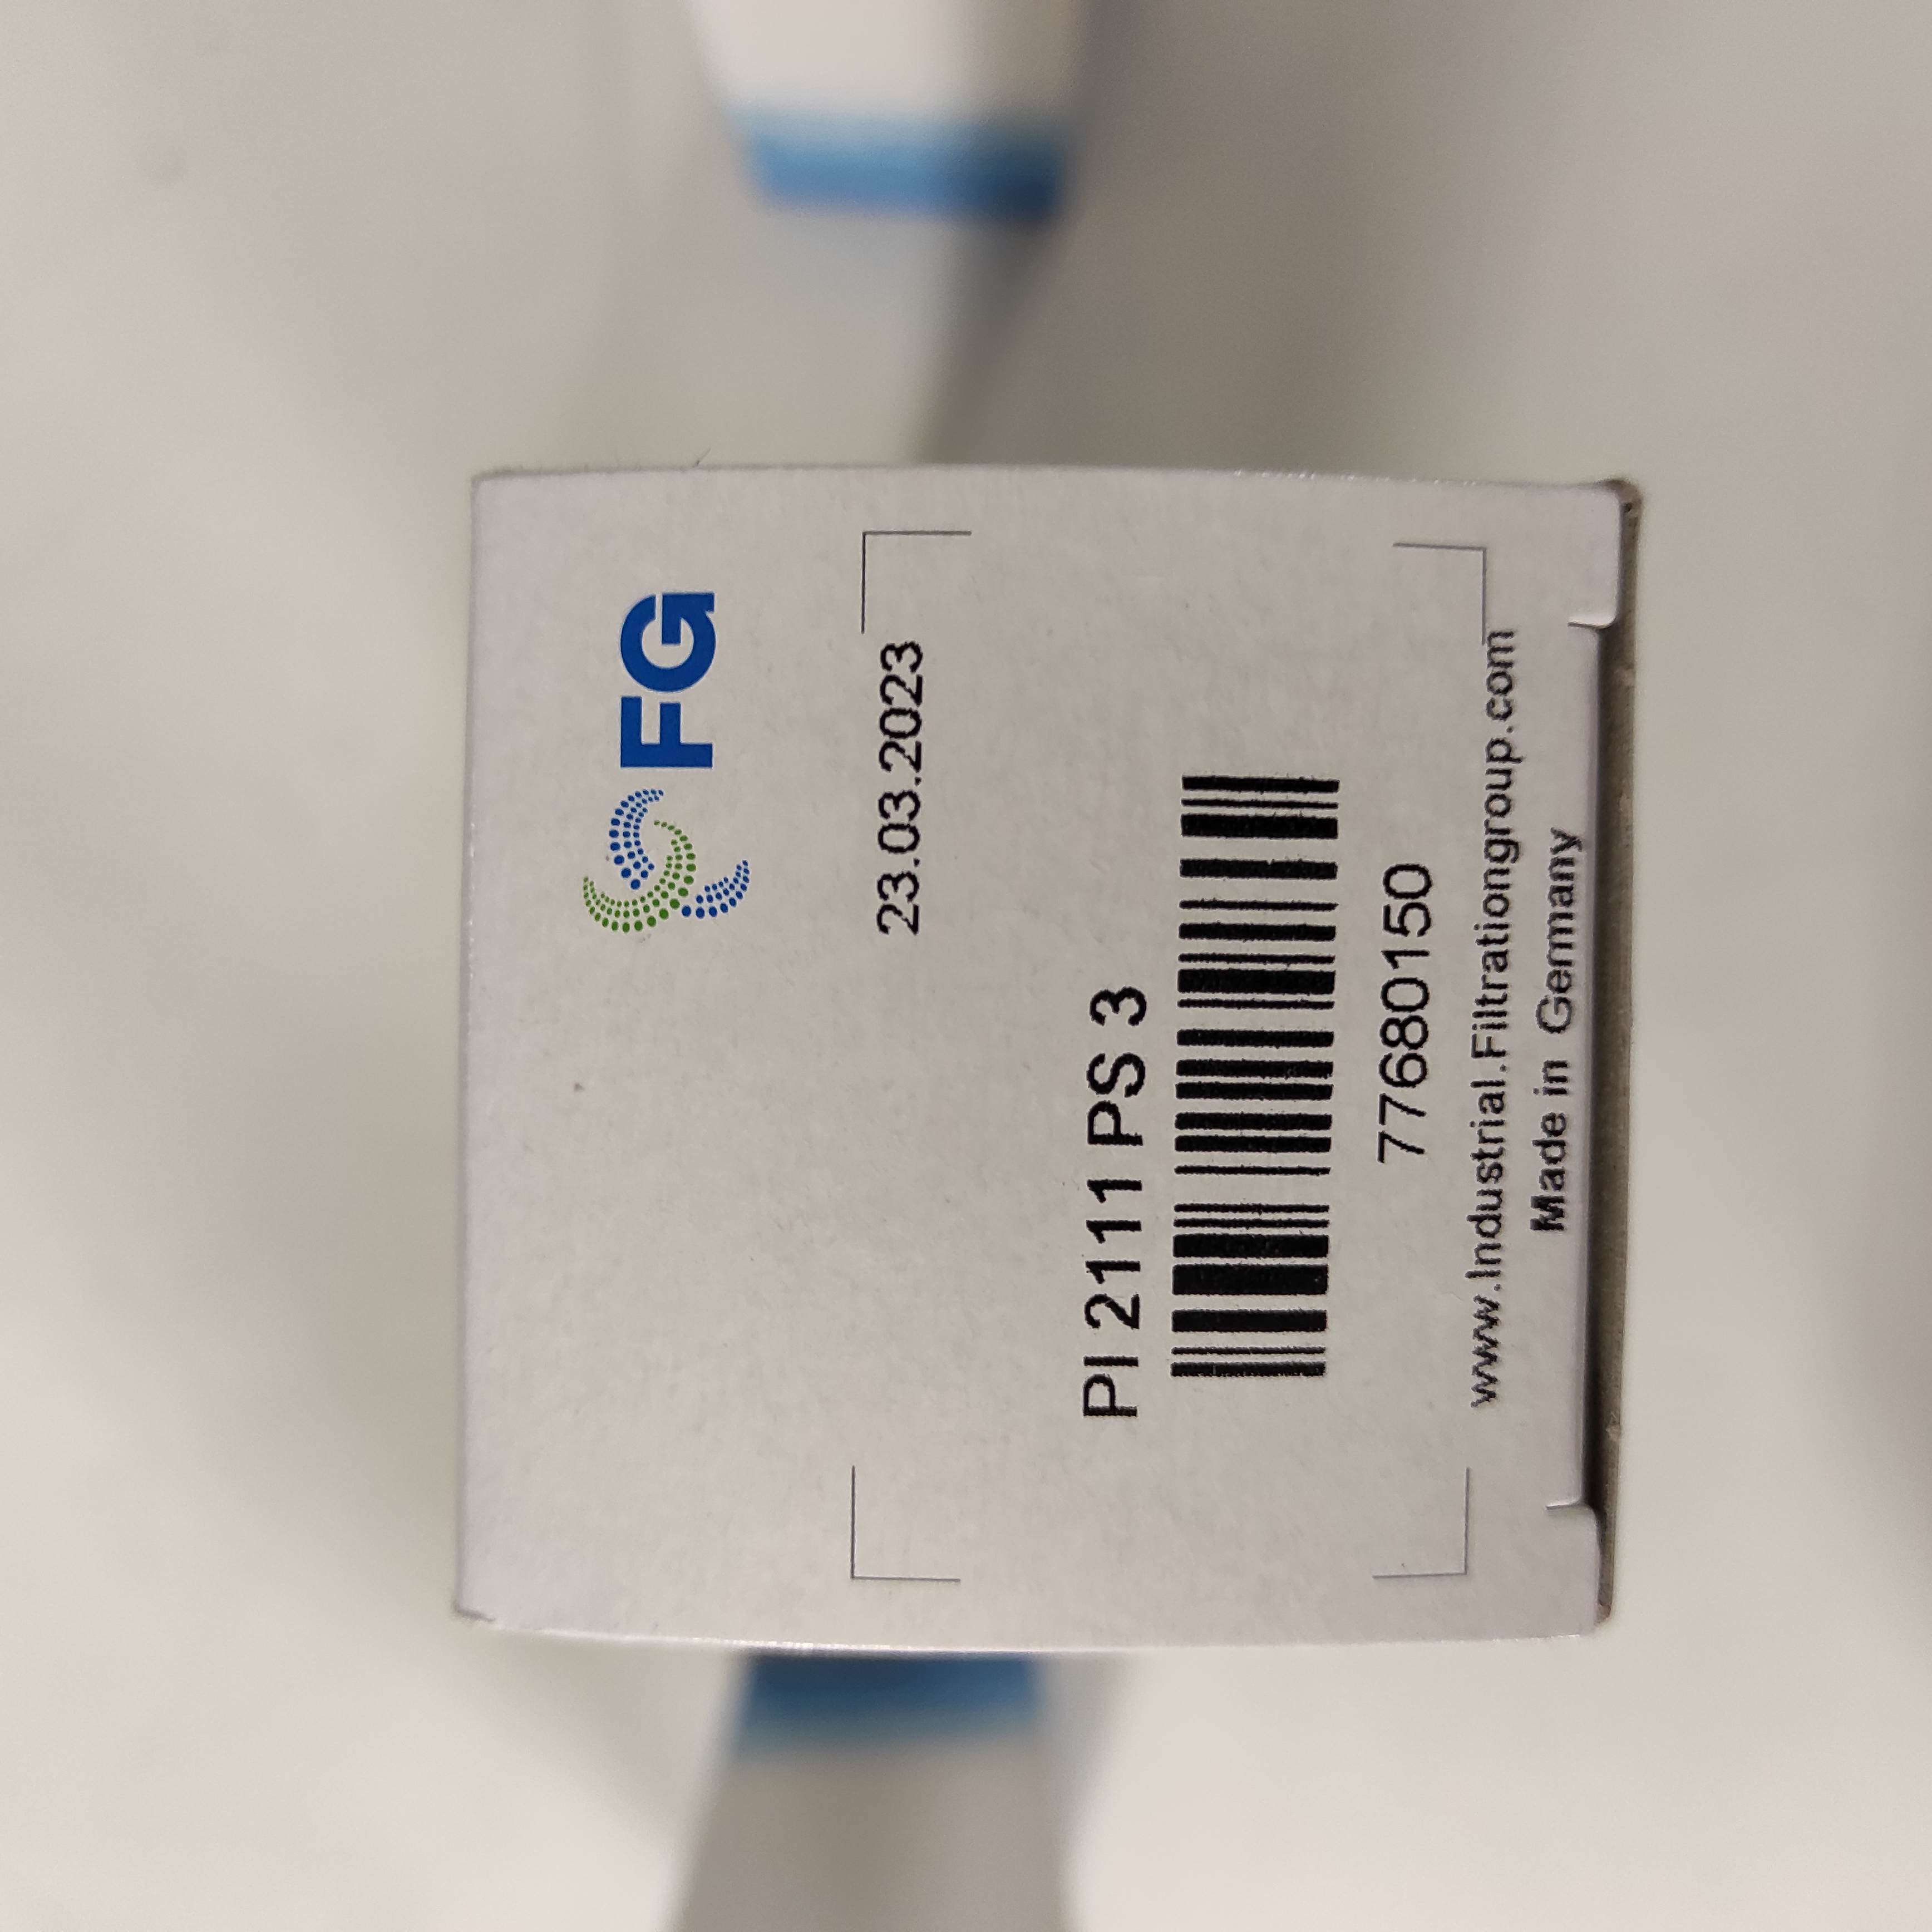 FG
23.03.2023
PI 2111 PS 3
77680150
www.Industrial.Filtrationgroup.com
Made in Germany